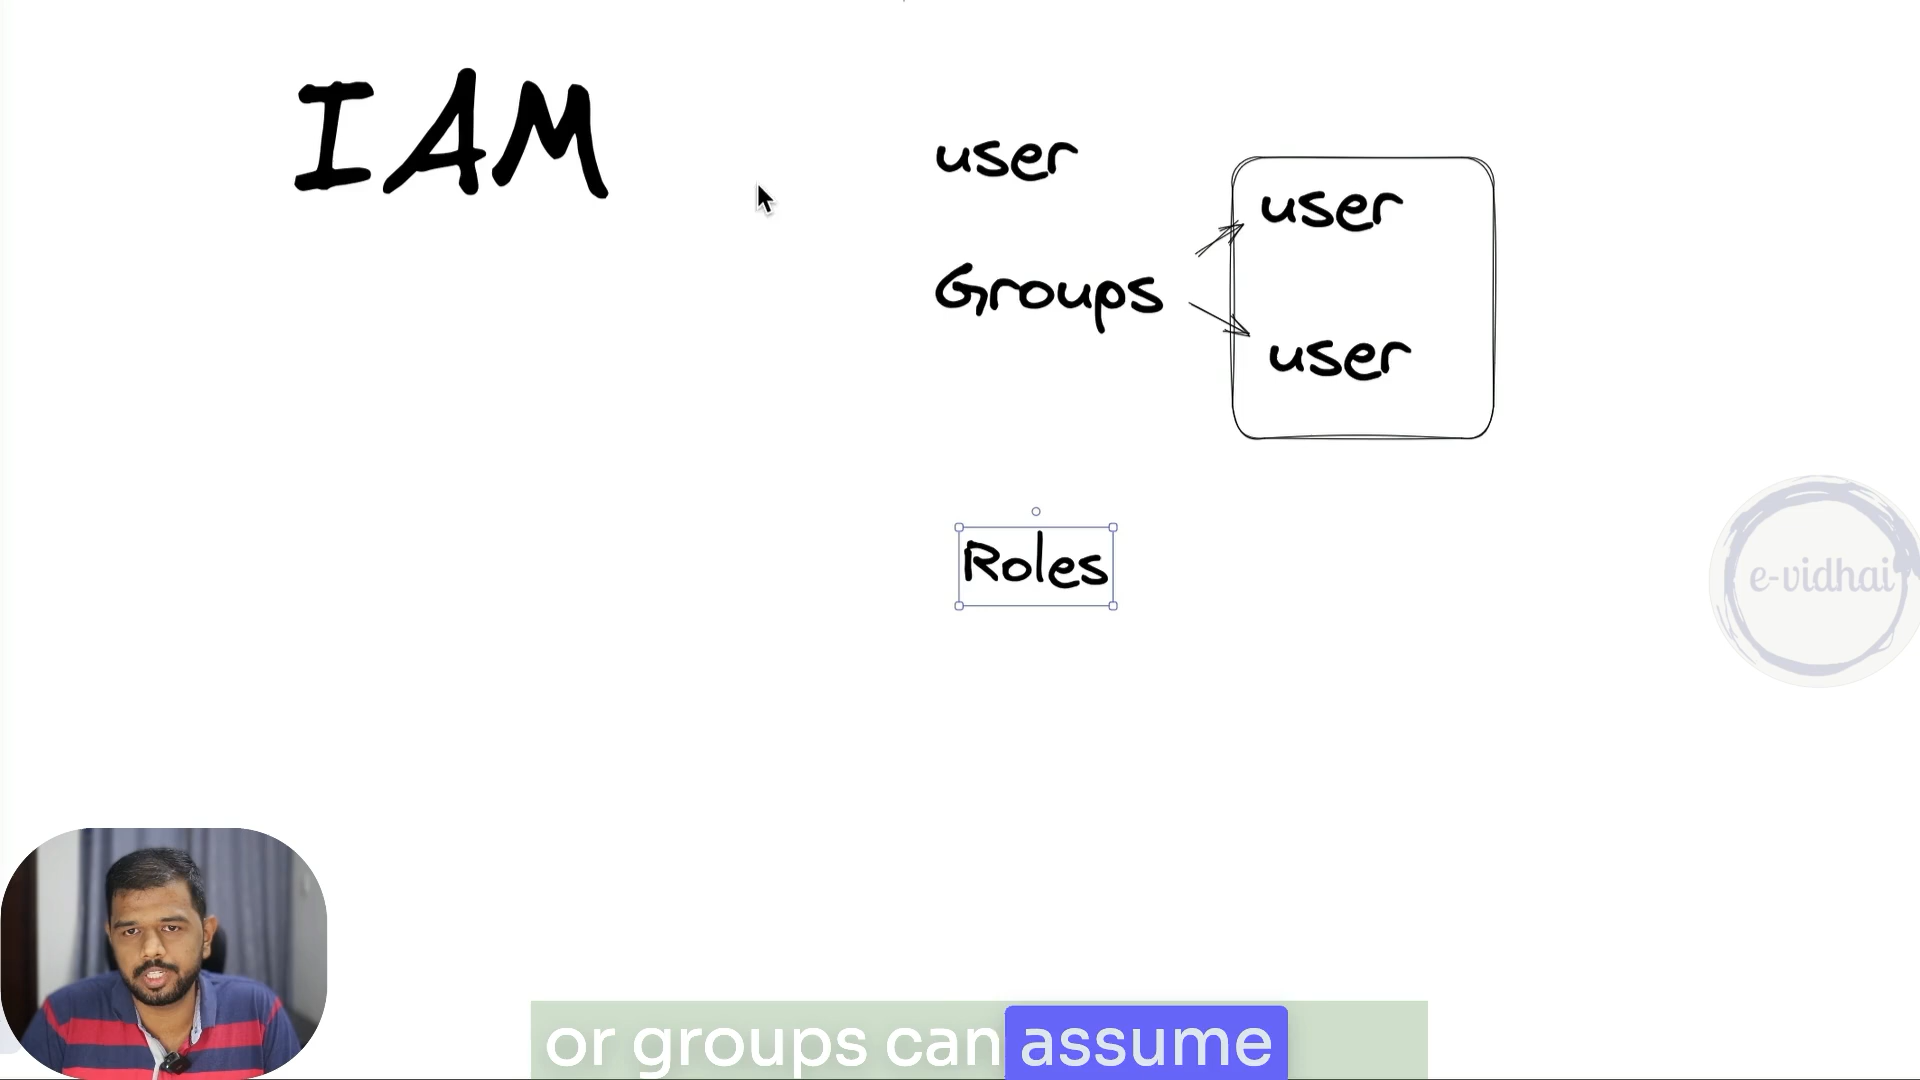 IAM
user
user
Groups
user
Roles
e-vidhai
or groups can assume